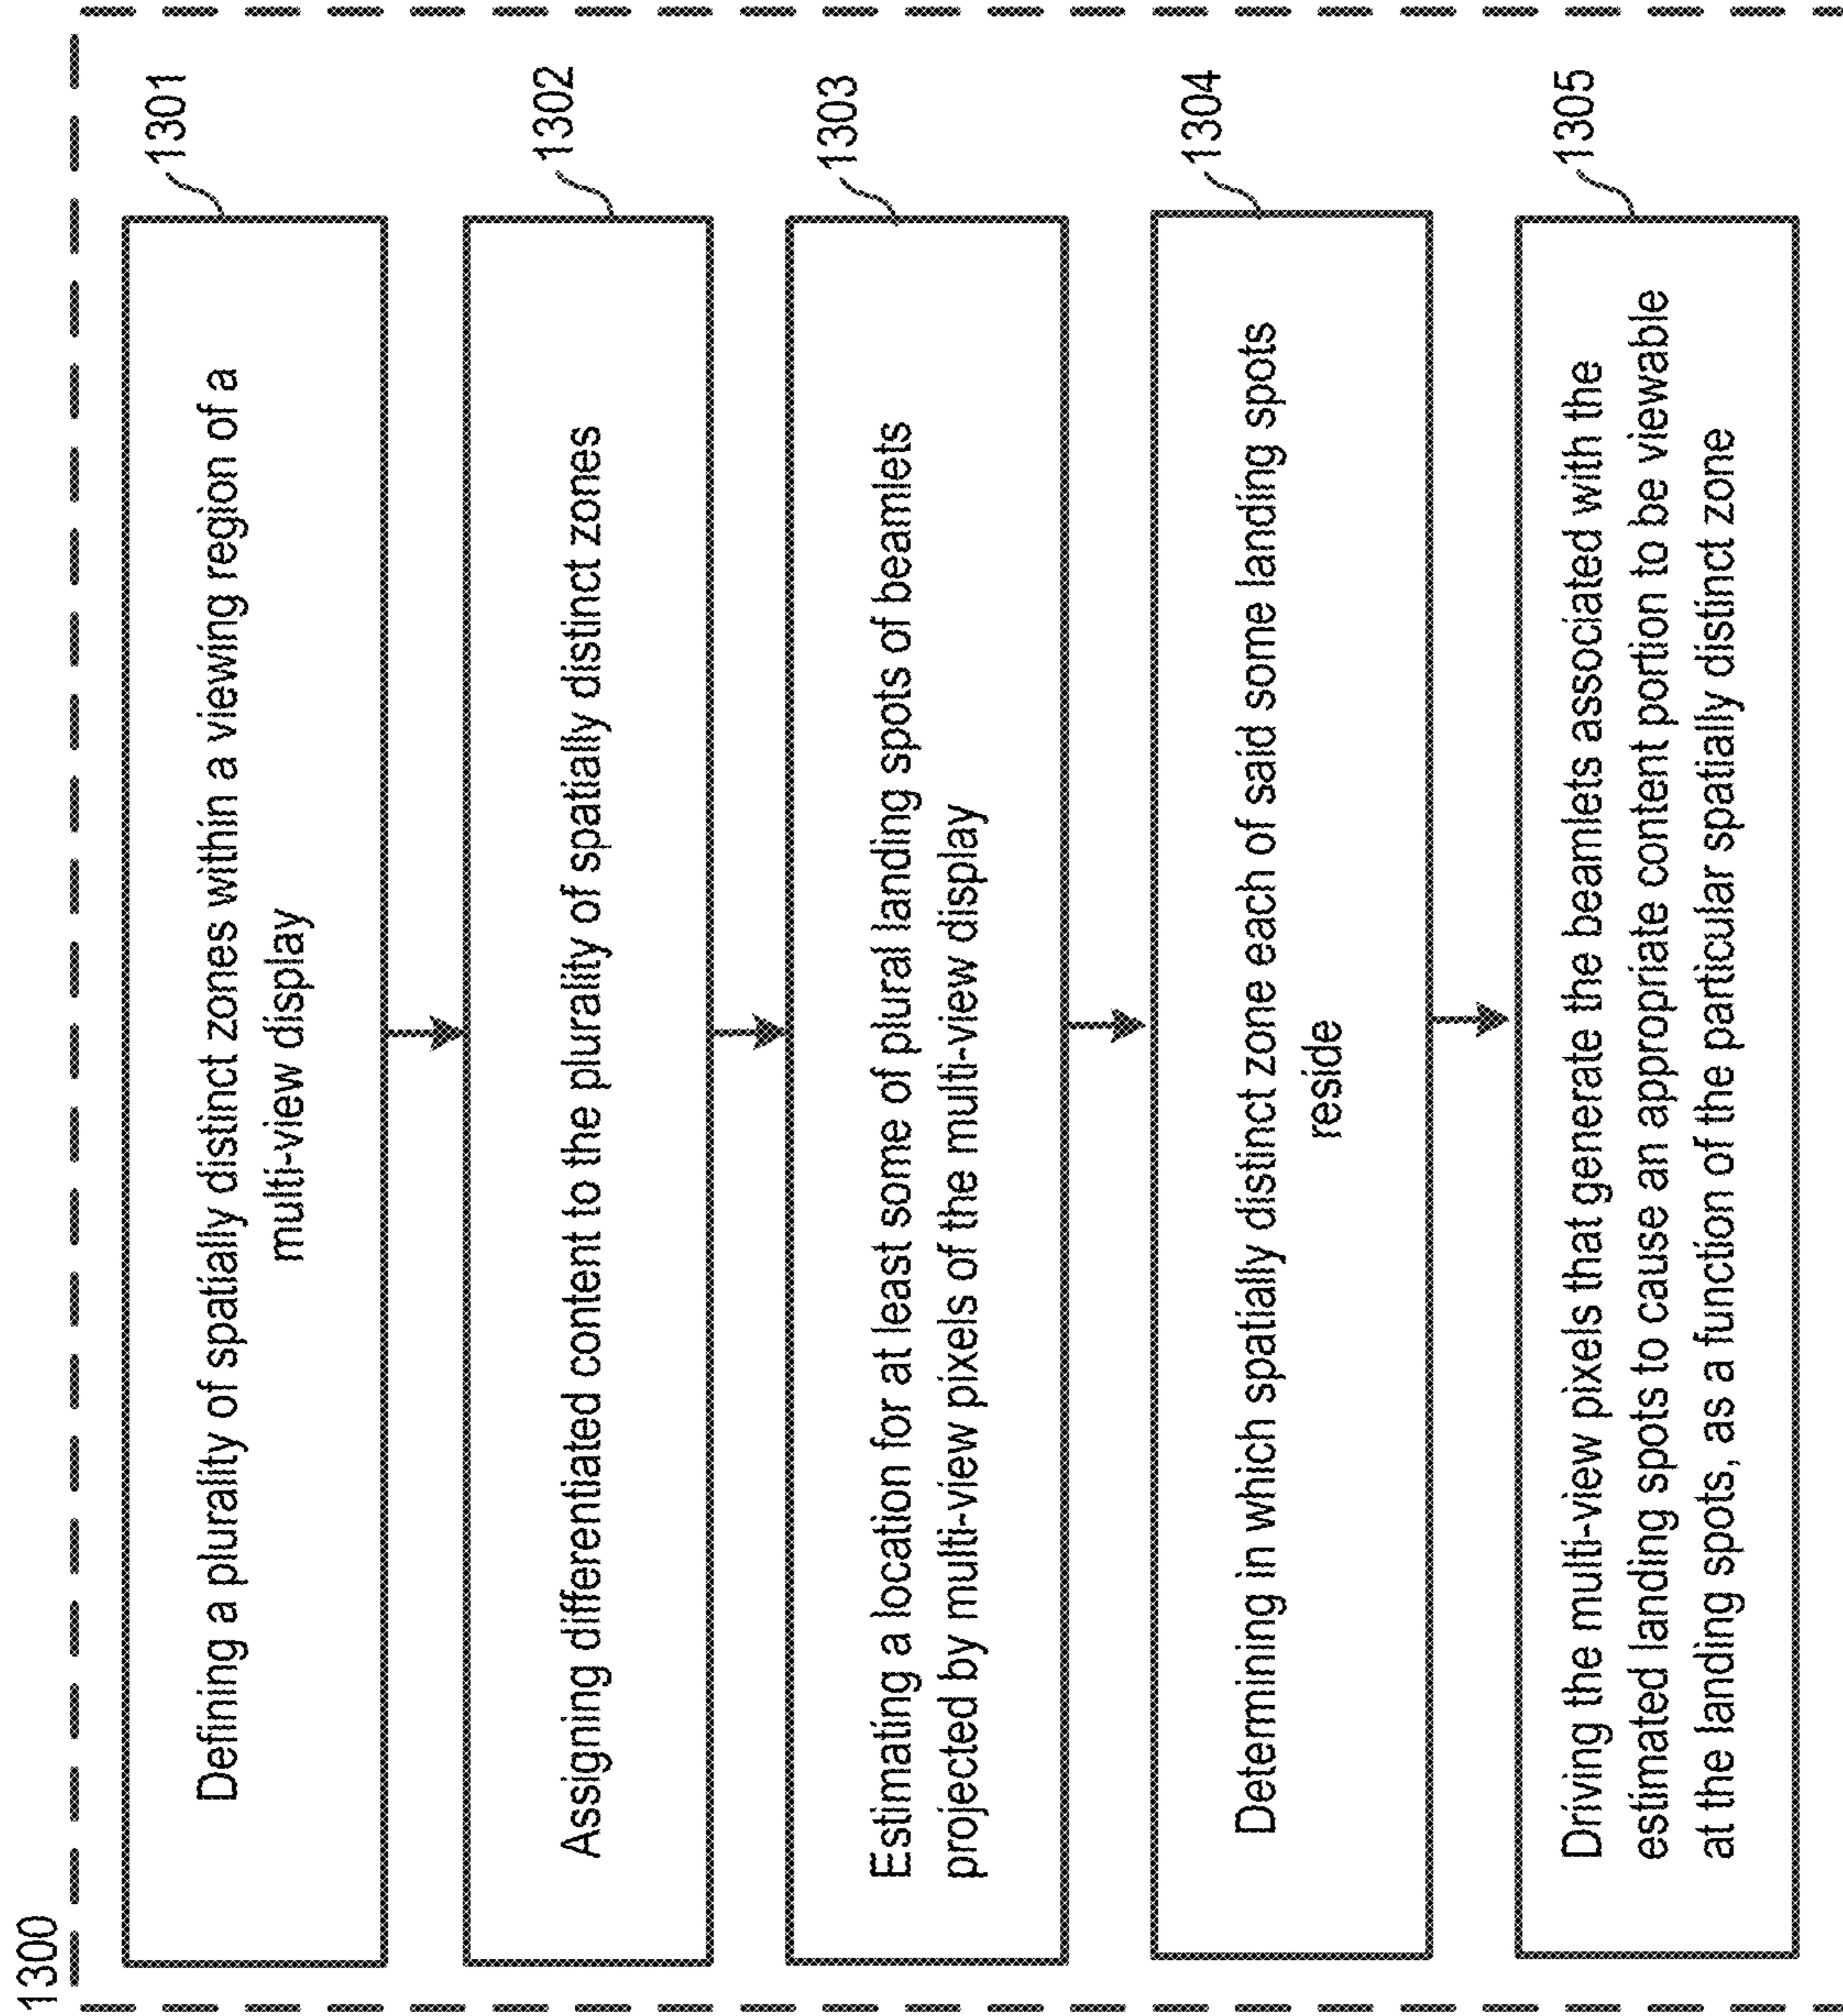 1300
1301
Defining a plurality of spatially distinct zones within a viewing region of a
multi-view display
1302
Assigning differentiated content to the plurality of spatially distinct zones
1303
Estimating a location for at least some of plural landing spots of beamlets
projected by multi-view pixels of the multi-view display
1304
Determining in which spatially distinct zone each of said some landing spots
reside
1305
Driving the multi-view pixels that generate the beamlets associated with the
estimated landing spots to cause an appropriate content portion to be viewable
at the landing spots, as a function of the particular spatially distinct zone